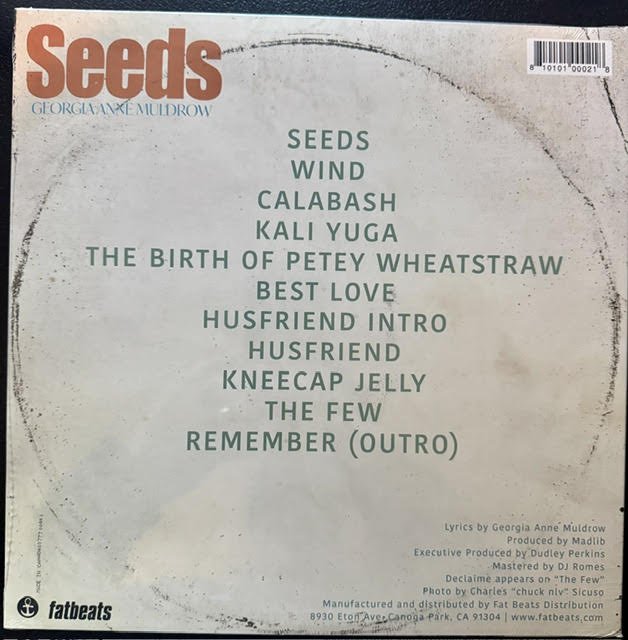 Seeds
GEORGIA ANNE MULDROW
8 10101 00021 8
SEEDS
WIND
CALABASH
KALI YUGA
THE BIRTH OF PETEY WHEATSTRAW
BEST LOVE
HUSFRIEND INTRO
HUSFRIEND
KNEECAP JELLY
THE FEW
REMEMBER (OUTRO)
Lyrics by Georgia Anne Muldrow
Produced by Madlib
Executive Produced by Dudley Perkins
Mastered by DJ Romes
Declaime appears on "The Few"
Photo by Charles "chuck nlv" Sicuso
Manufactured and distributed by Fat Beats Distribution
8930 Eton Ave. Canoga Park, CA 91304 | www.fatbeats.com
fatbeats
MADE IN